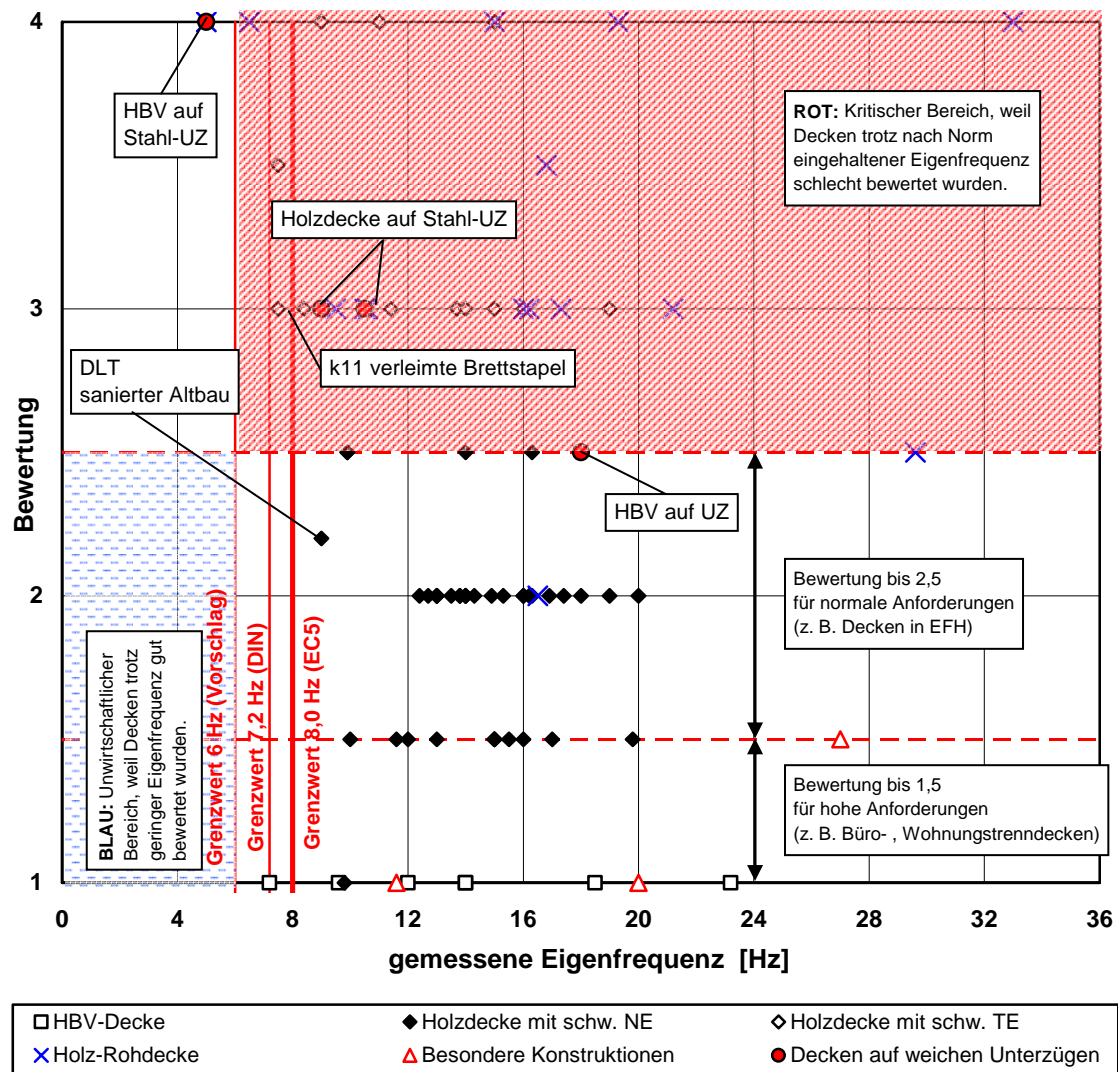 4
HBV auf
Stahl-UZ
ROT: Kritischer Bereich, weil
Decken trotz nach Norm
eingehaltener Eigenfrequenz
schlecht bewertet wurden.
Holzdecke auf Stahl-UZ
3
k11 verleimte Brettstapel
DLT
sanierter Altbau
Bewertung
HBV auf UZ
2
Bewertung bis 2,5
für normale Anforderungen
(z. B. Decken in EFH)
BLAU: Unwirtschaftlicher
Bereich, weil Decken trotz
geringer Eigenfrequenz gut
bewertet wurden.
Grenzwert 6 Hz (Vorschlag)
Grenzwert 7,2 Hz (DIN)
Grenzwert 8,0 Hz (EC5)
Bewertung bis 1,5
für hohe Anforderungen
(z. B. Büro- , Wohnungstrenndecken)
1
0 4 8 12 16 20 24 28 32 36
gemessene Eigenfrequenz [Hz]
HBV-Decke Holzdecke mit schw. NE Holzdecke mit schw. TE
Holz-Rohdecke Besondere Konstruktionen Decken auf weichen Unterzügen